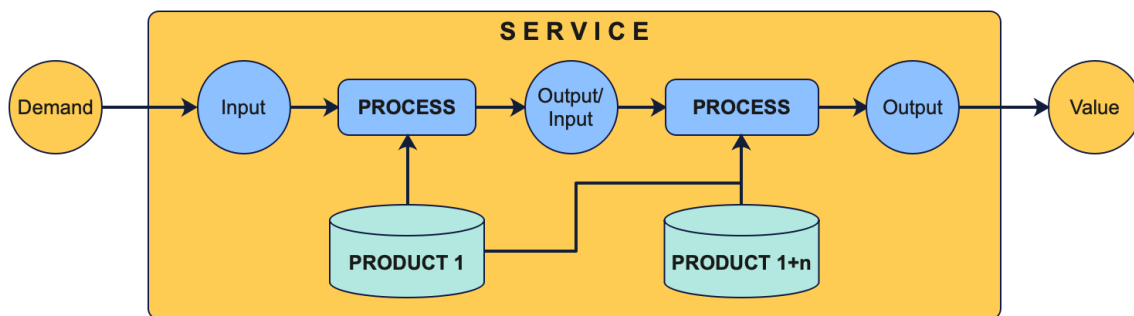 SERVICE
Demand
Input
PROCESS
Output/
Input
PROCESS
Output
Value
PRODUCT 1
PRODUCT 1+n